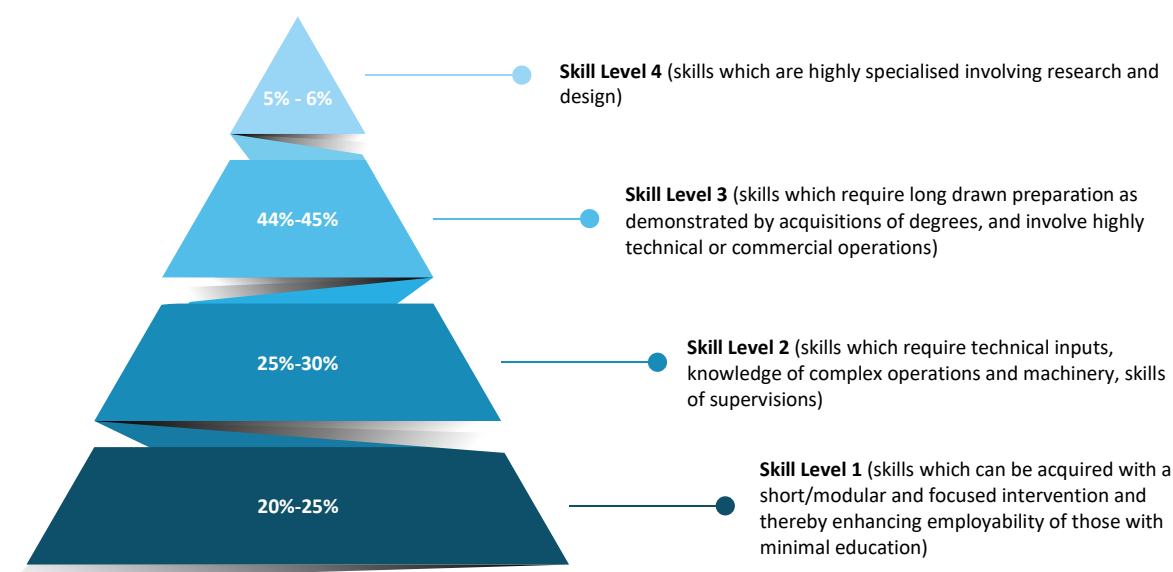 5% - 6%
Skill Level 4 (skills which are highly specialised involving research and
design)
44%-45%
Skill Level 3 (skills which require long drawn preparation as
demonstrated by acquisitions of degrees, and involve highly
technical or commercial operations)
25%-30%
Skill Level 2 (skills which require technical inputs,
knowledge of complex operations and machinery, skills
of supervisions)
20%-25%
Skill Level 1 (skills which can be acquired with a
short/modular and focused intervention and
thereby enhancing employability of those with
minimal education)